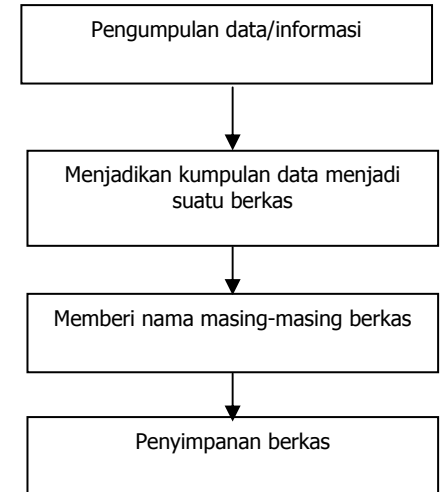 Pengumpulan data/informasi
Menjadikan kumpulan data menjadi
suatu berkas
Memberi nama masing-masing berkas
Penyimpanan berkas